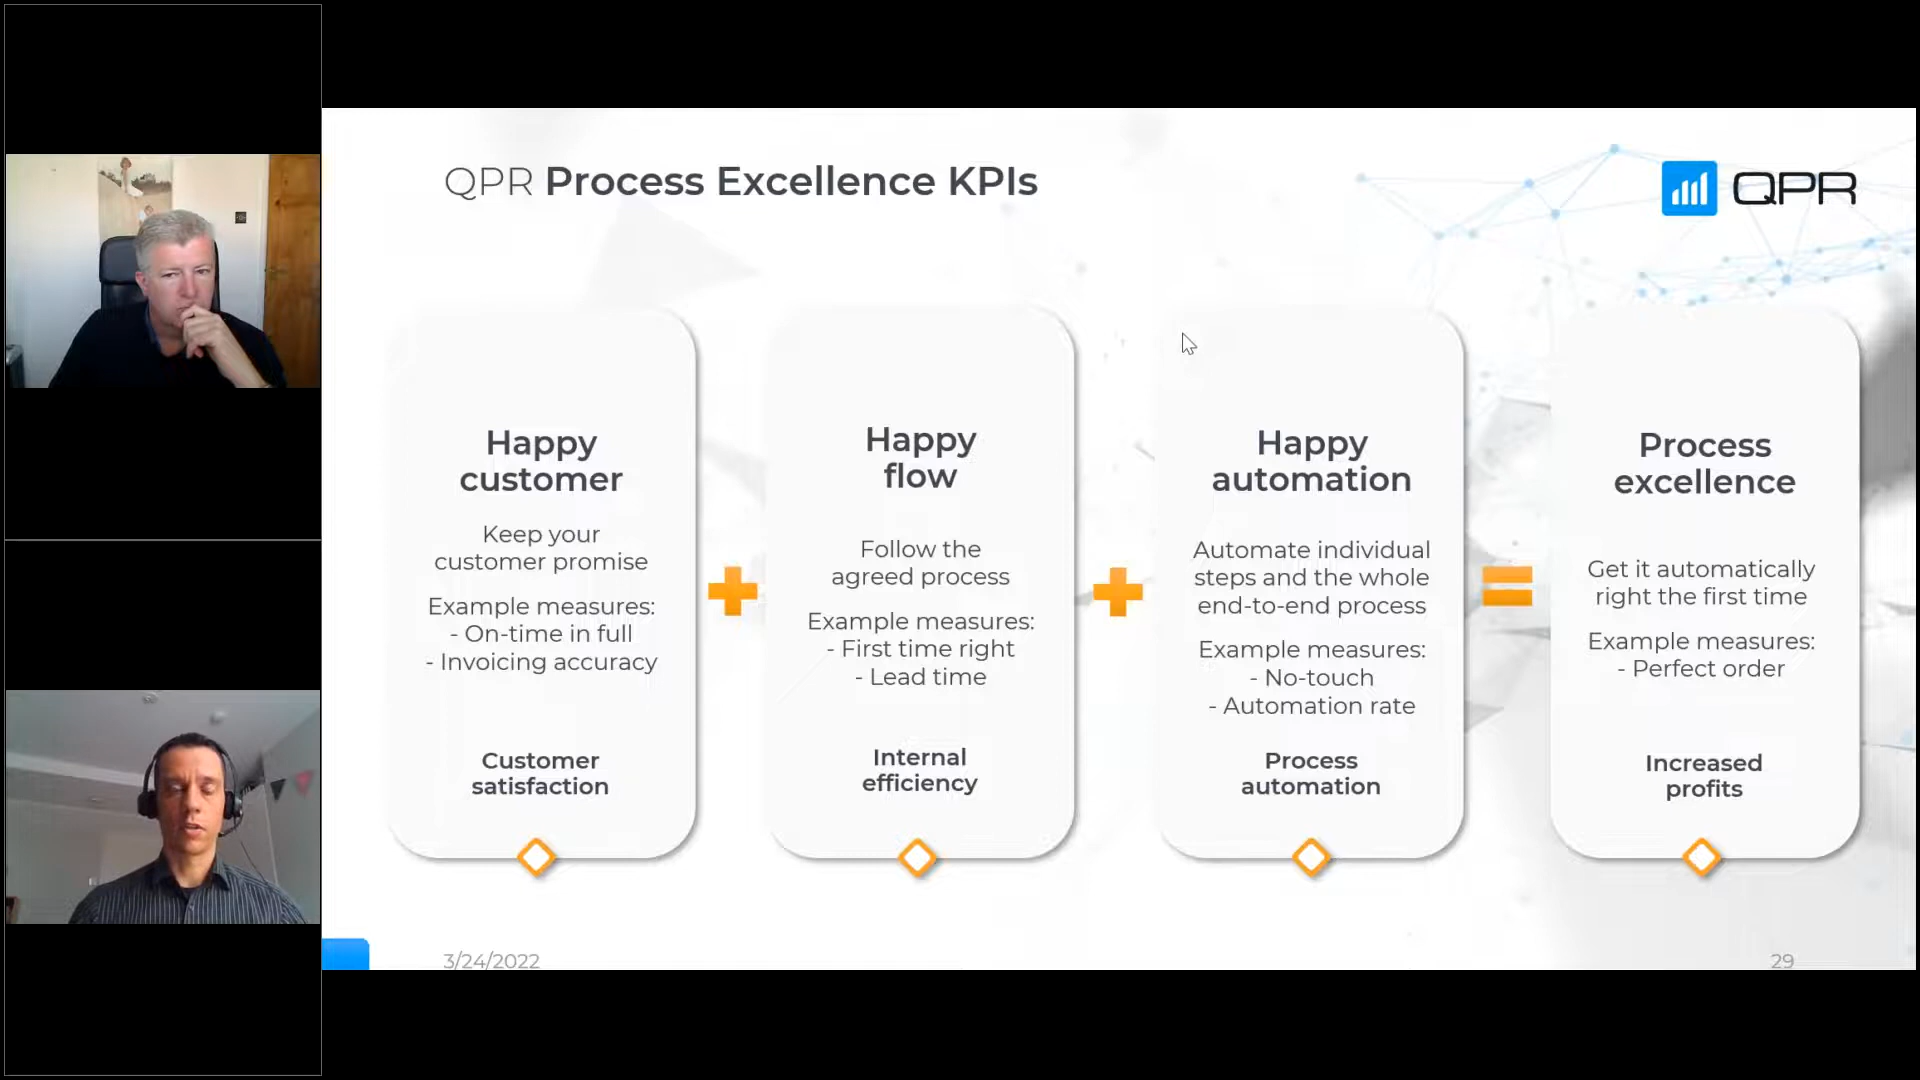 QPR Process Excellence KPIs
QPR
Happy
customer
Keep your
customer promise
Example measures:
- On-time in full
- Invoicing accuracy
Customer
satisfaction
Happy
flow
Follow the
agreed process
Example measures:
- First time right
- Lead time
Internal
efficiency
Happy
automation
Automate individual
steps and the whole
end-to-end process
Example measures:
- No-touch
- Automation rate
Process
automation
Process
excellence
Get it automatically
right the first time
Example measures:
- Perfect order
Increased
profits
3/24/2022
29